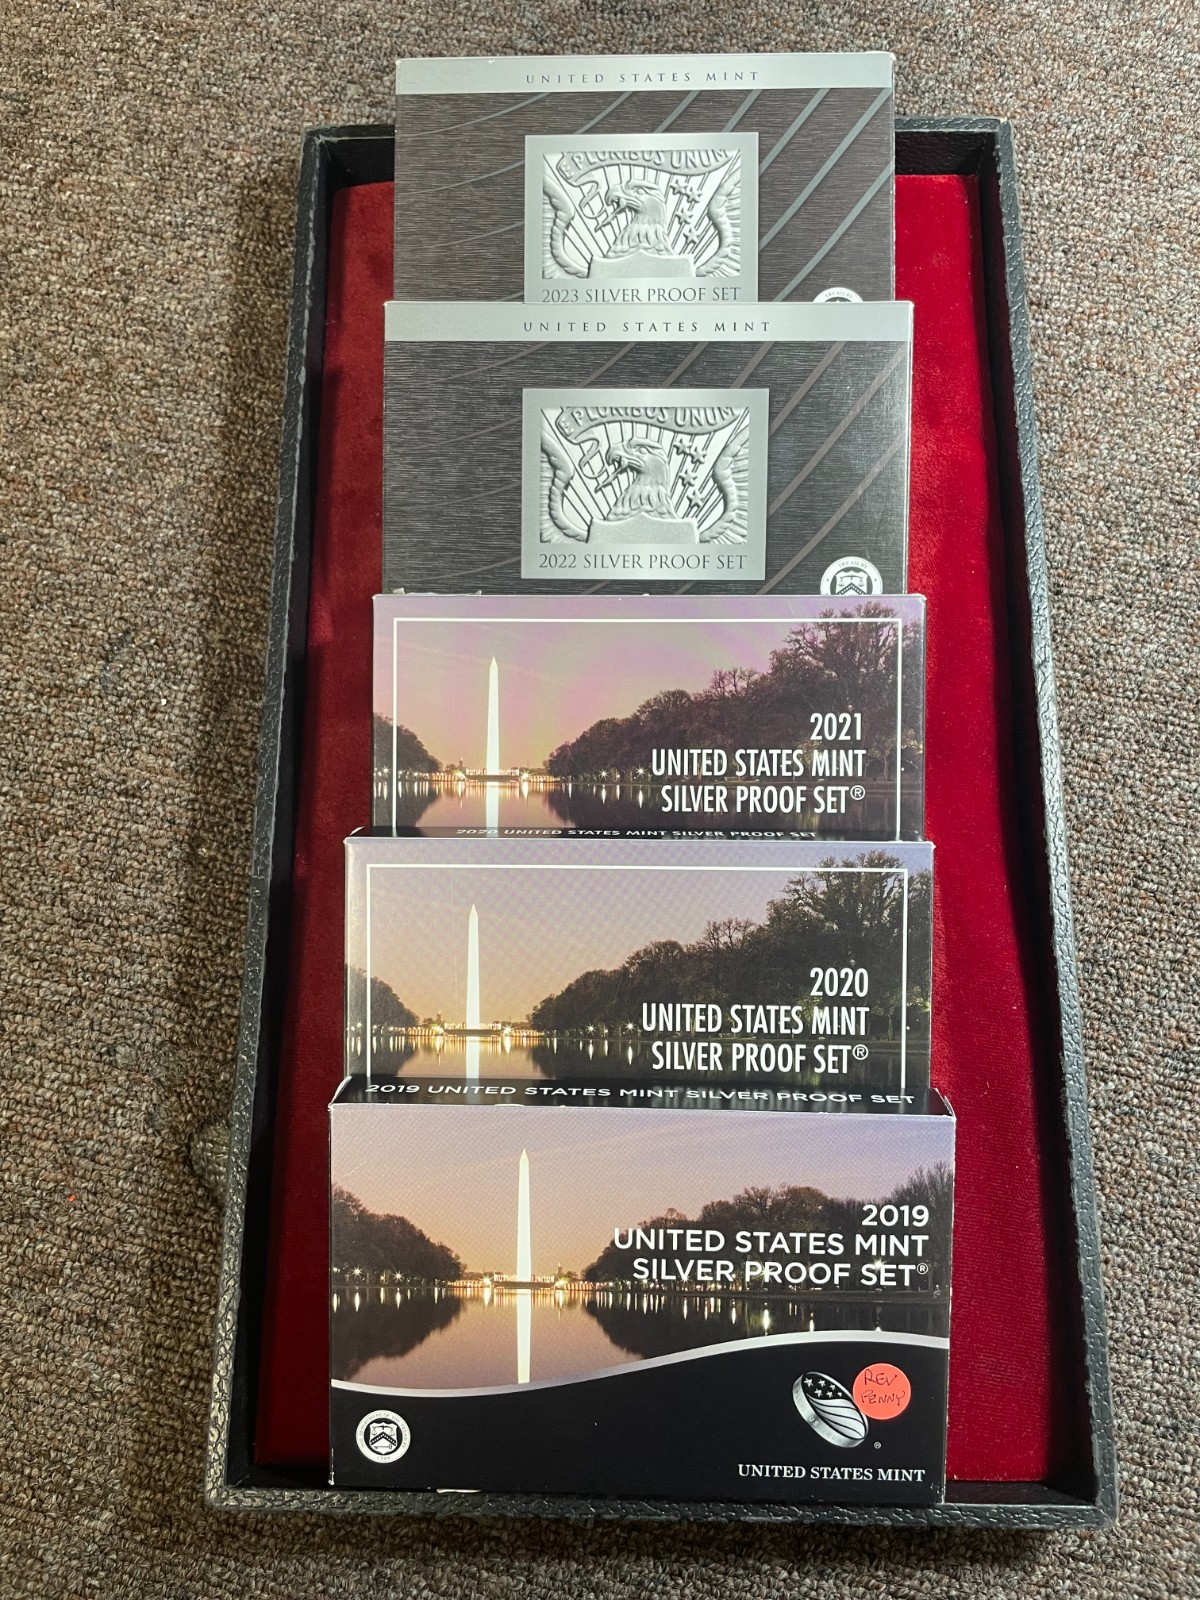 UNITED STATES MINT
E PLURIBUS UNUM
2023 SILVER PROOF SET
UNITED STATES MINT
E PLURIBUS UNUM
2022 SILVER PROOF SET
2021
UNITED STATES MINT
SILVER PROOF SET®
2020 UNITED STATES MINT SILVER PROOF SET
2020
UNITED STATES MINT
SILVER PROOF SET®
2019 UNITED STATES MINT SILVER PROOF SET
2019
UNITED STATES MINT
SILVER PROOF SET®
REV
PENNY
®
UNITED STATES MINT